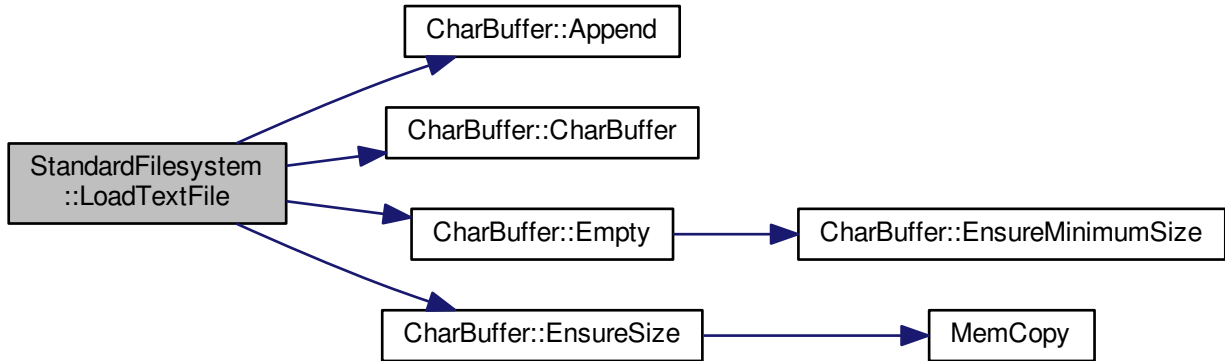 CharBuffer::Append
CharBuffer::CharBuffer
StandardFilesystem
::LoadTextFile
CharBuffer::Empty
CharBuffer::EnsureMinimumSize
CharBuffer::EnsureSize
MemCopy